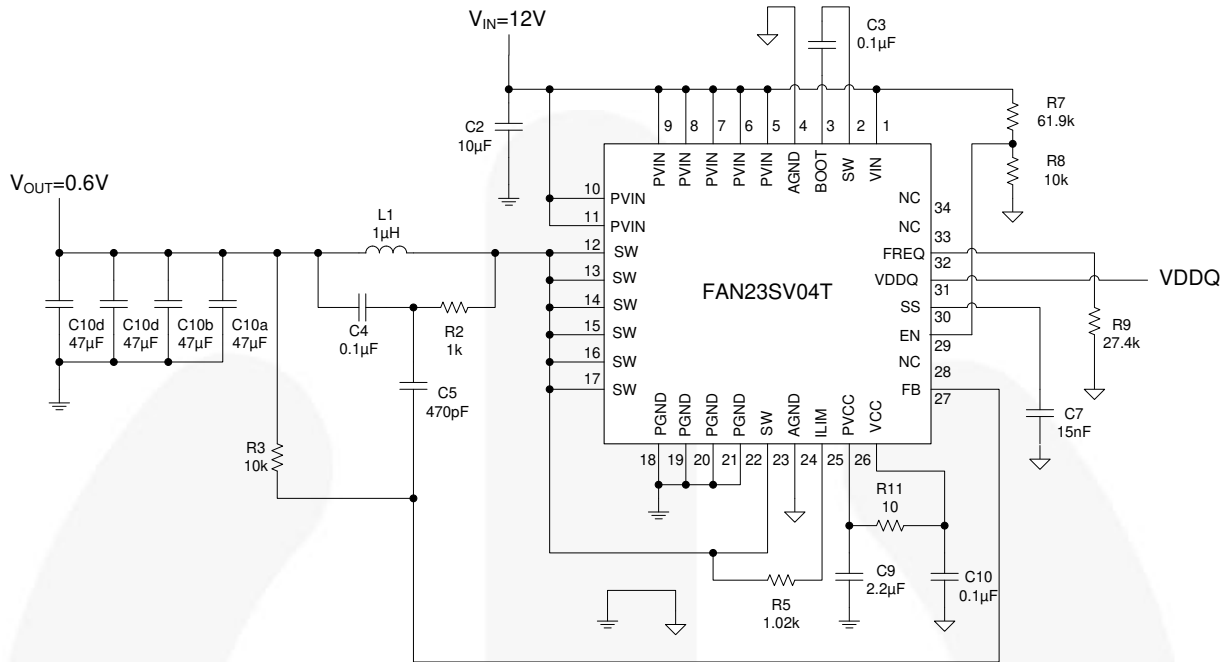 V_IN=12V
C3
0.1µF
C2
10µF
R7
61.9k
R8
10k
9 8 7 6 5 4 3 2 1
PVIN PVIN PVIN PVIN PVIN AGND BOOT SW VIN
V_OUT=0.6V
L1
1µH
10 PVIN
11 PVIN
12 SW
13 SW
14 SW
15 SW
16 SW
17 SW
FAN23SV04T
NC 34
NC 33
FREQ 32
VDDQ 31
SS 30
EN 29
NC 28
FB 27
VDDQ
R9
27.4k
C7
15nF
C10d
47µF
C10d
47µF
C10b
47µF
C10a
47µF
C4
0.1µF
R2
1k
C5
470pF
R3
10k
PGND PGND PGND PGND SW AGND ILIM PVCC VCC
18 19 20 21 22 23 24 25 26
R11
10
C9
2.2µF
C10
0.1µF
R5
1.02k